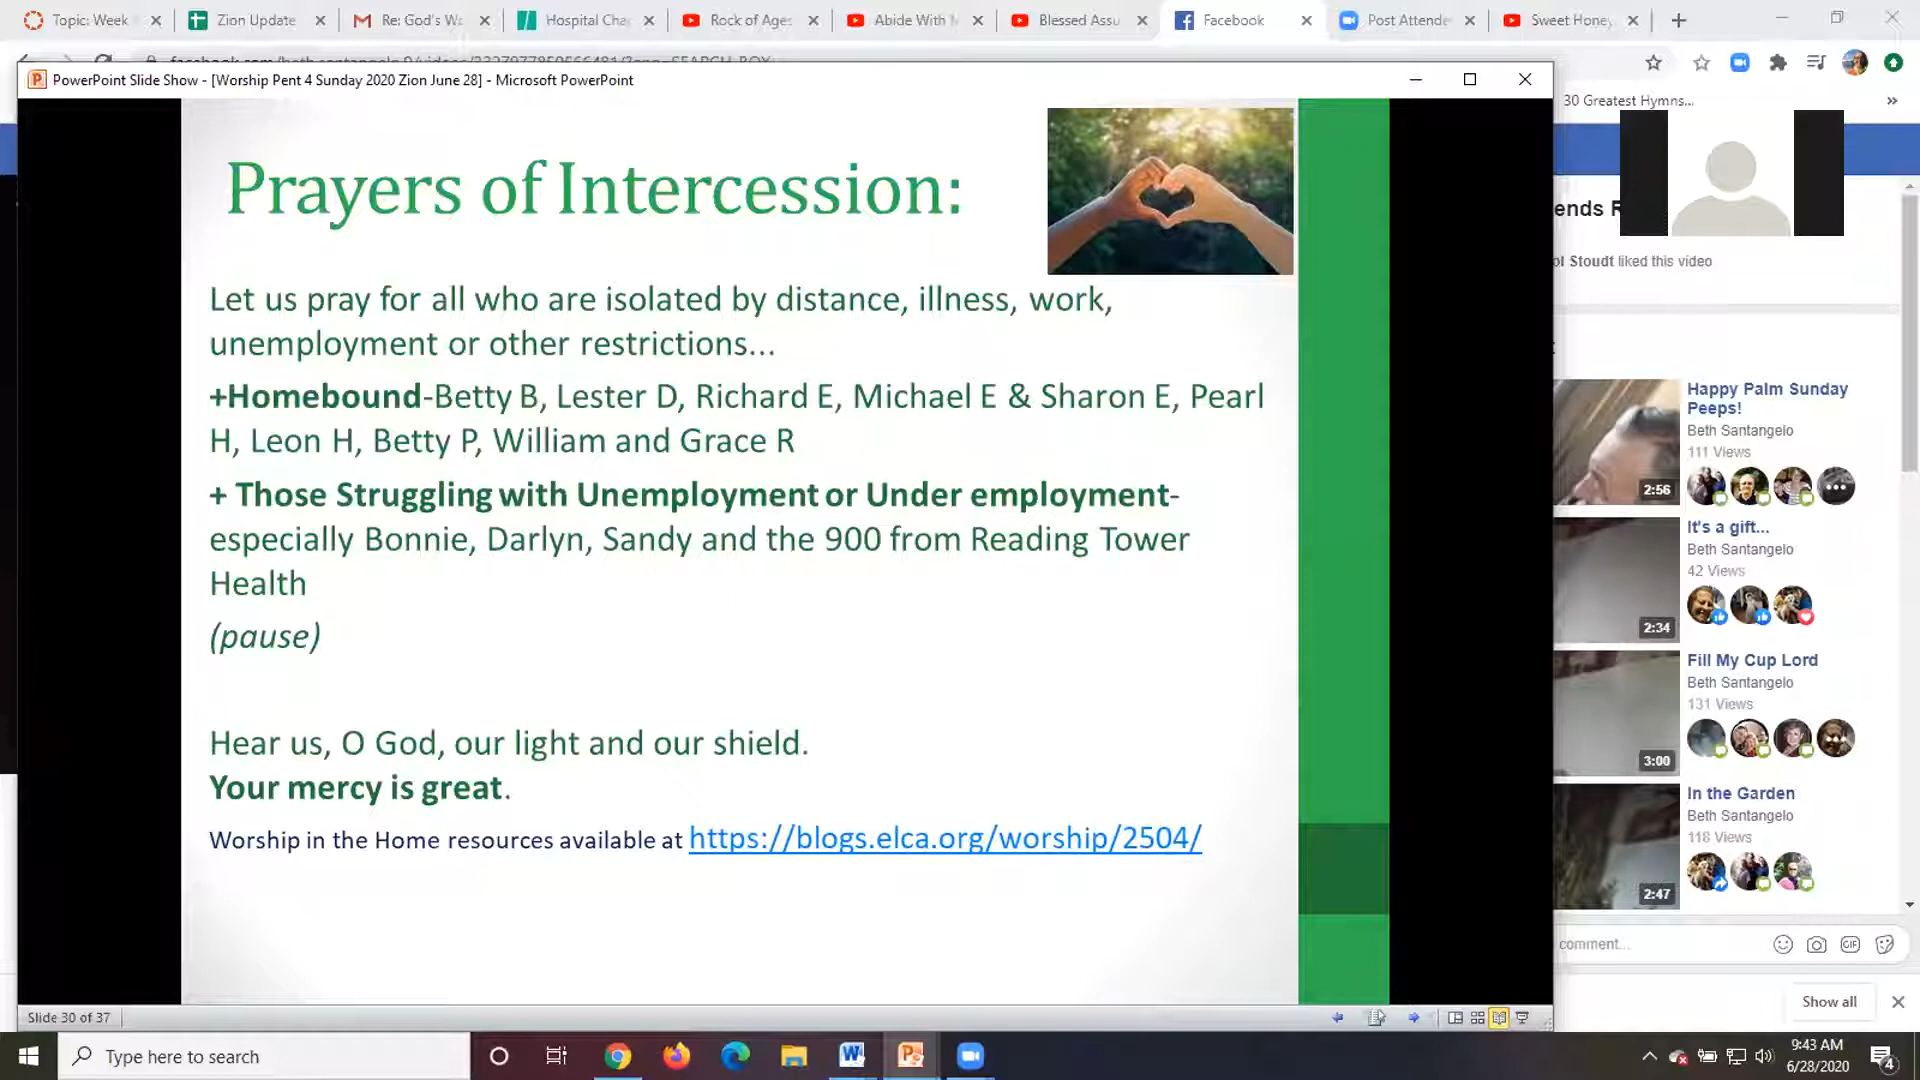 Topic: Week
Zion Update
Re: God's Wo
Hospital Cha
Rock of Ages
Abide With M
Blessed Assu
Facebook
Post Attende
Sweet Honey
PowerPoint Slide Show - [Worship Pent 4 Sunday 2020 Zion June 28] - Microsoft PowerPoint
30 Greatest Hymns...
Prayers of Intercession:
Let us pray for all who are isolated by distance, illness, work,
unemployment or other restrictions...
+Homebound-Betty B, Lester D, Richard E, Michael E & Sharon E, Pearl
H, Leon H, Betty P, William and Grace R
+ Those Struggling with Unemployment or Under employment-
especially Bonnie, Darlyn, Sandy and the 900 from Reading Tower
Health
(pause)
Hear us, O God, our light and our shield.
Your mercy is great.
Worship in the Home resources available at https://blogs.elca.org/worship/2504/
ends R
ol Stoudt liked this video
Happy Palm Sunday
Peeps!
Beth Santangelo
111 Views
2:56
It's a gift...
Beth Santangelo
42 Views
2:34
Fill My Cup Lord
Beth Santangelo
131 Views
3:00
In the Garden
Beth Santangelo
118 Views
2:47
comment...
GIF
Show all
Slide 30 of 37
Type here to search
9:43 AM
6/28/2020
4